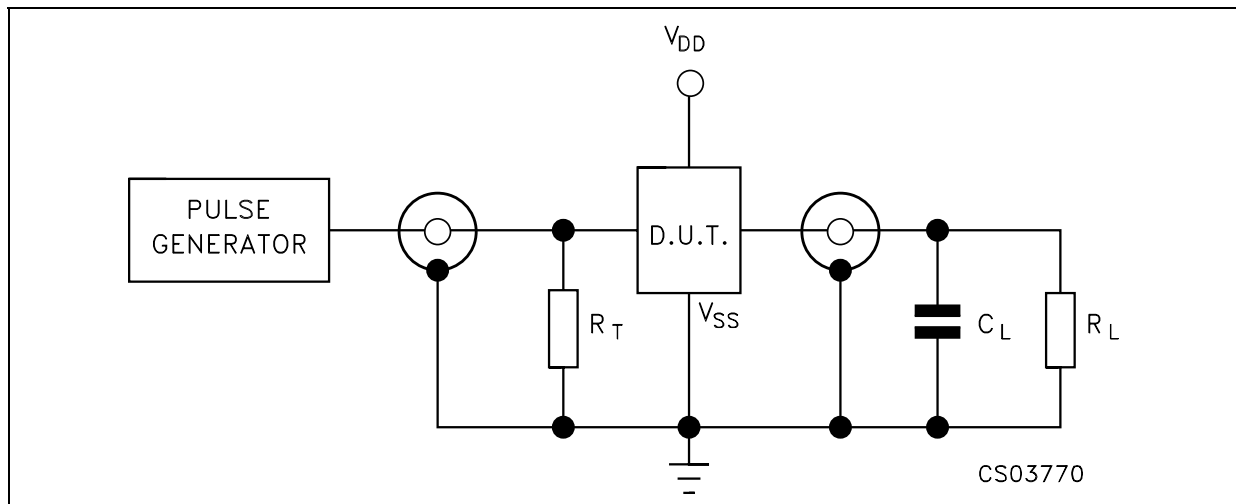 VDD
PULSE
GENERATOR
D.U.T.
VSS
RT
CL
RL
CS03770